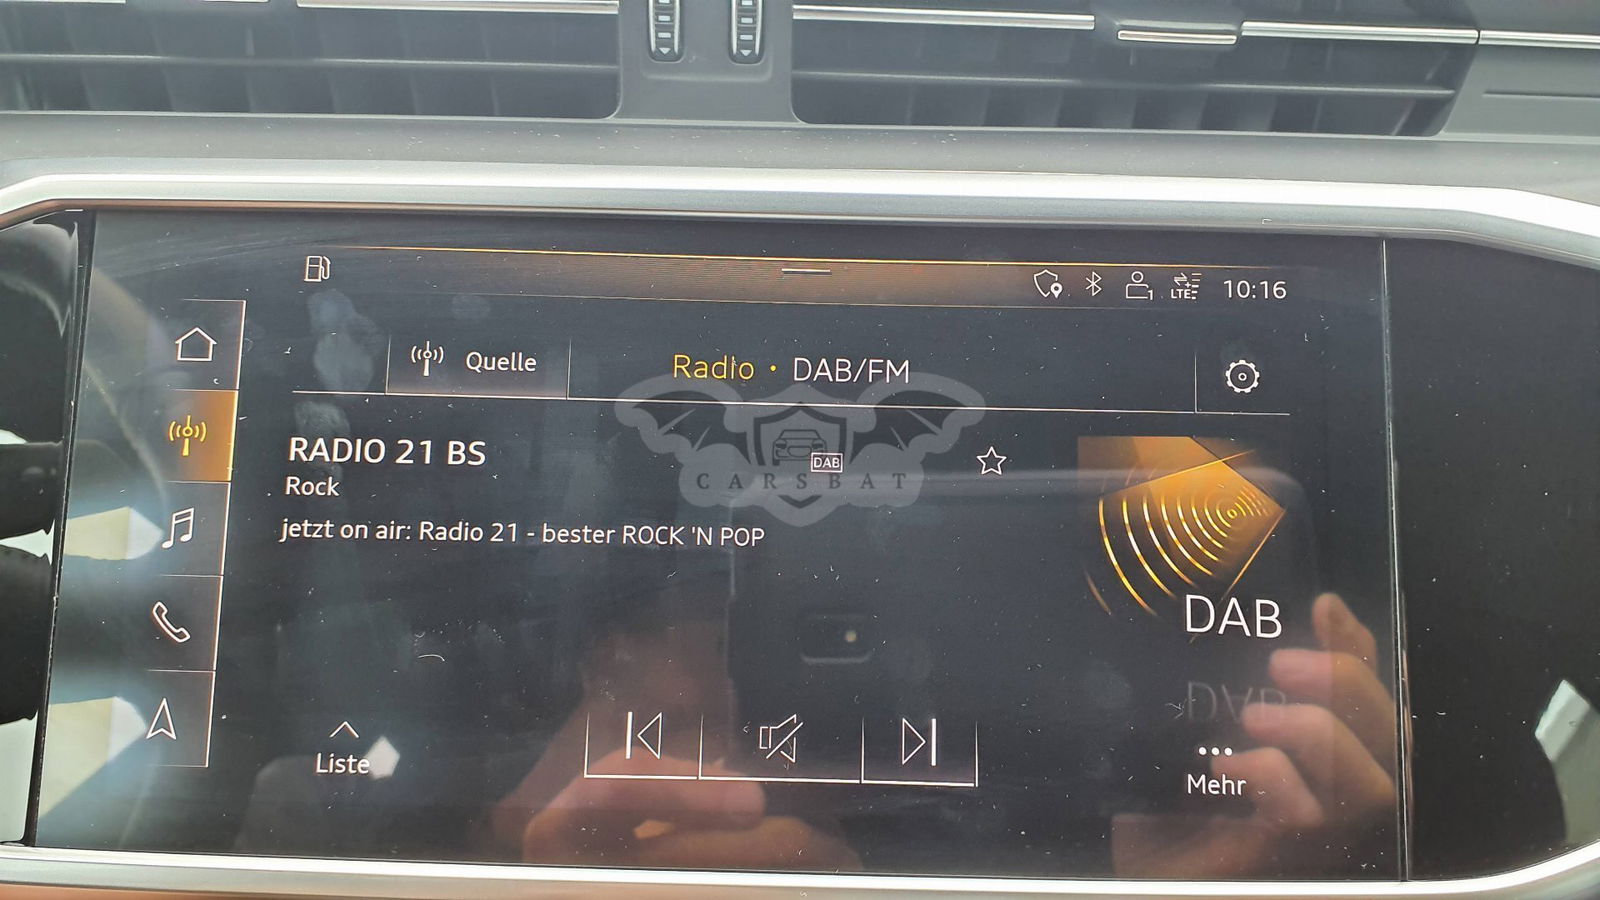 1 LTE 10:16
Quelle Radio • DAB/FM
RADIO 21 BS
DAB
CARSBAT
Rock
jetzt on air: Radio 21 - bester ROCK 'N POP
DAB
Liste
Mehr